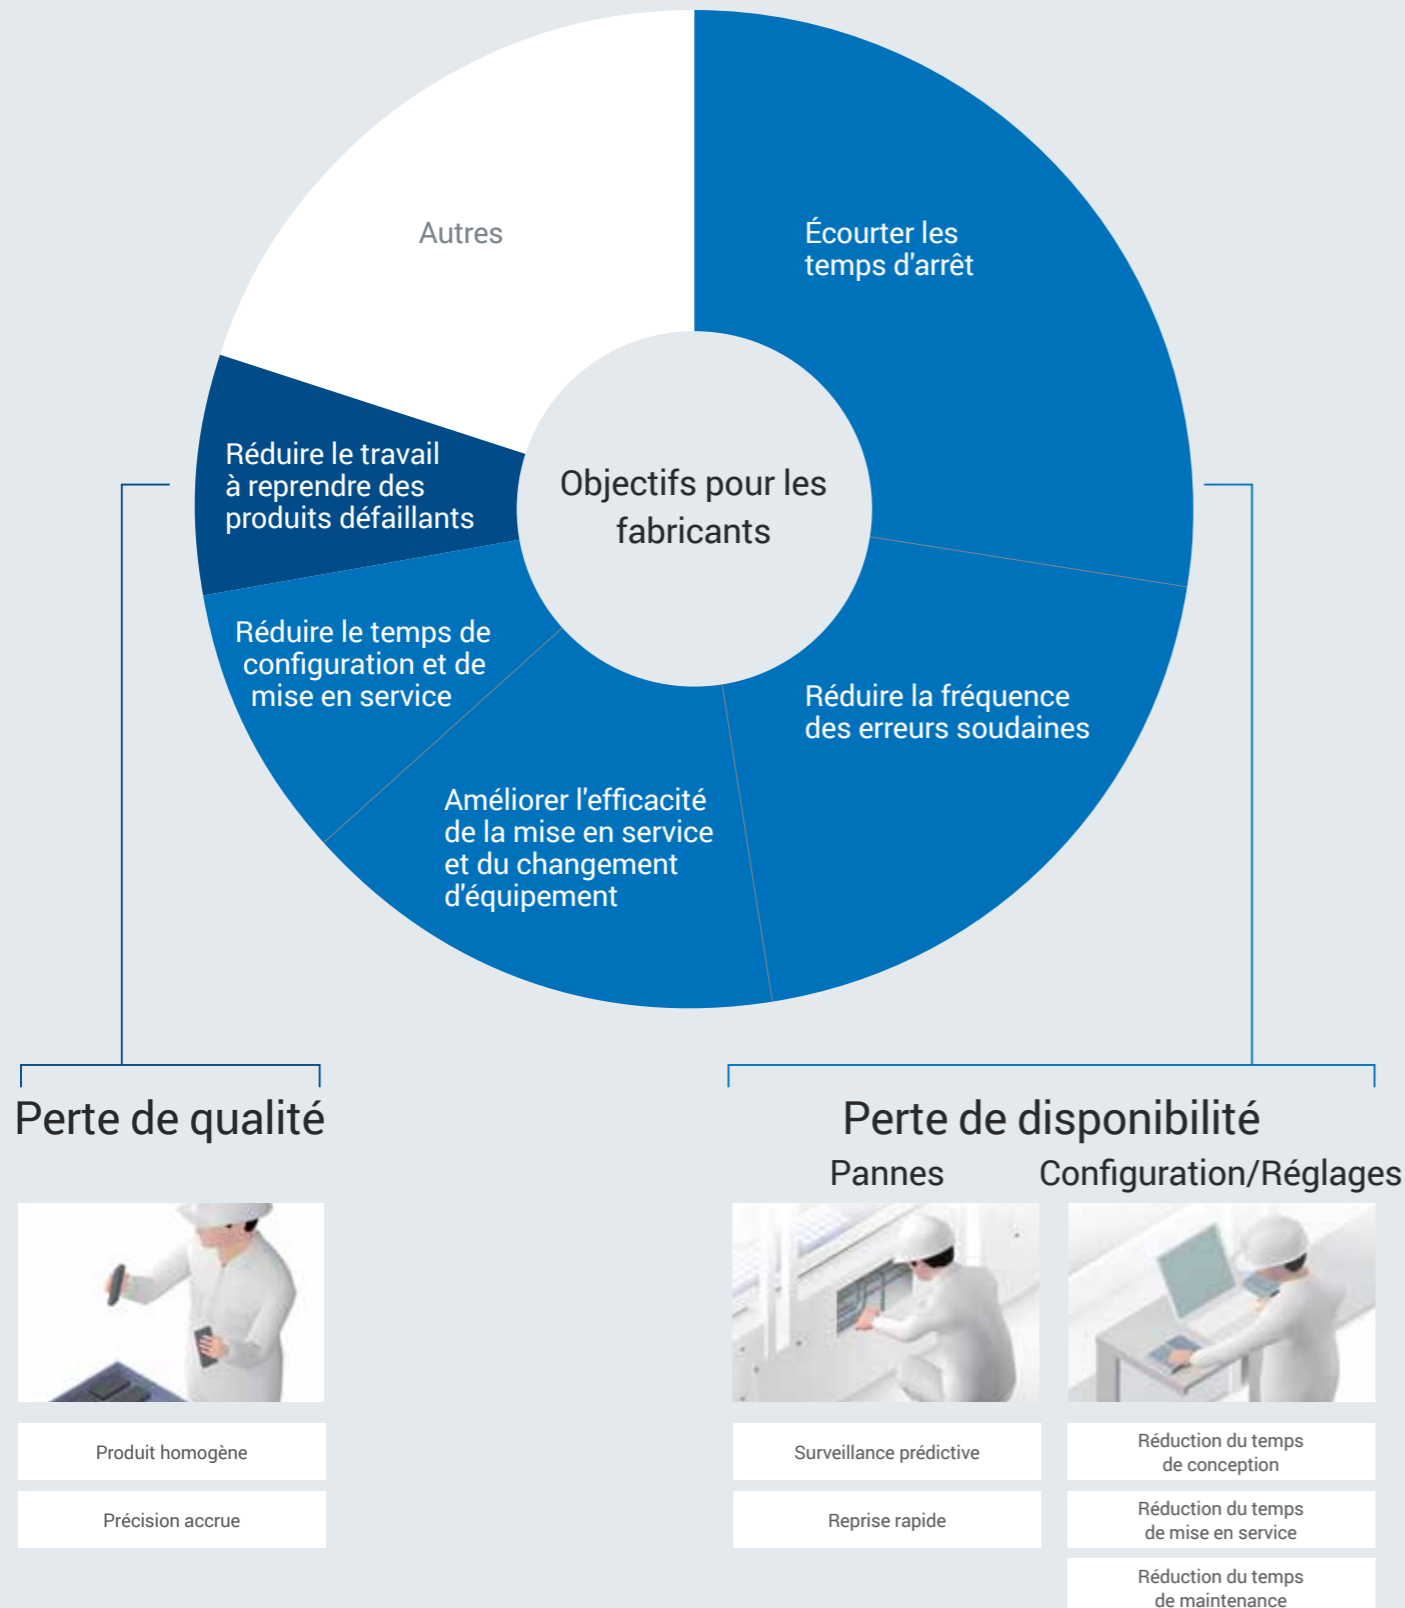 Autres
Écourter les
temps d'arrêt
Réduire le travail
à reprendre des
produits défaillants
Objectifs pour les
fabricants
Réduire le temps de
configuration et de
mise en service
Réduire la fréquence
des erreurs soudaines
Améliorer l'efficacité
de la mise en service
et du changement
d'équipement
Perte de qualité
Produit homogène
Précision accrue
Perte de disponibilité
Pannes
Surveillance prédictive
Reprise rapide
Configuration/Réglages
Réduction du temps
de conception
Réduction du temps
de mise en service
Réduction du temps
de maintenance